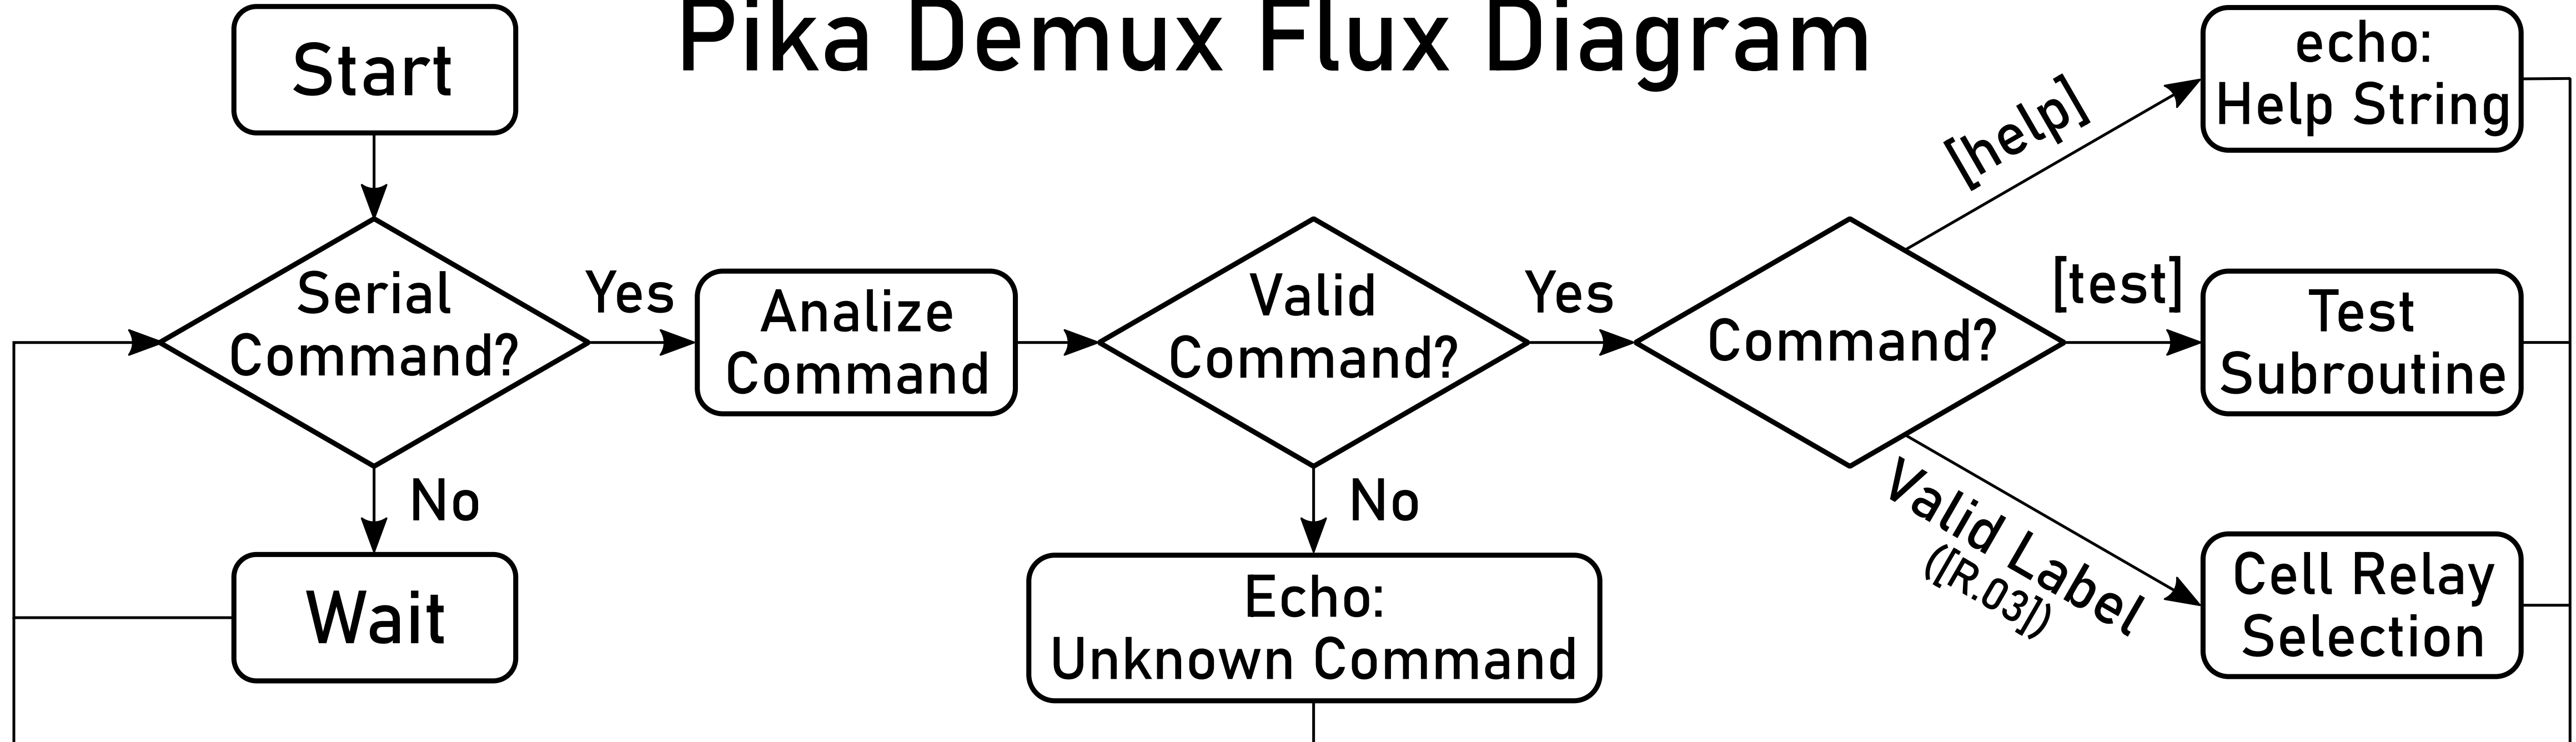 Pika Demux Flux Diagram
Start
Serial
Command?
Yes
No
Wait
Analize
Command
Valid
Command?
Yes
No
Echo:
Unknown Command
Command?
[help]
echo:
Help String
[test]
Test
Subroutine
Valid Label
([R.03])
Cell Relay
Selection